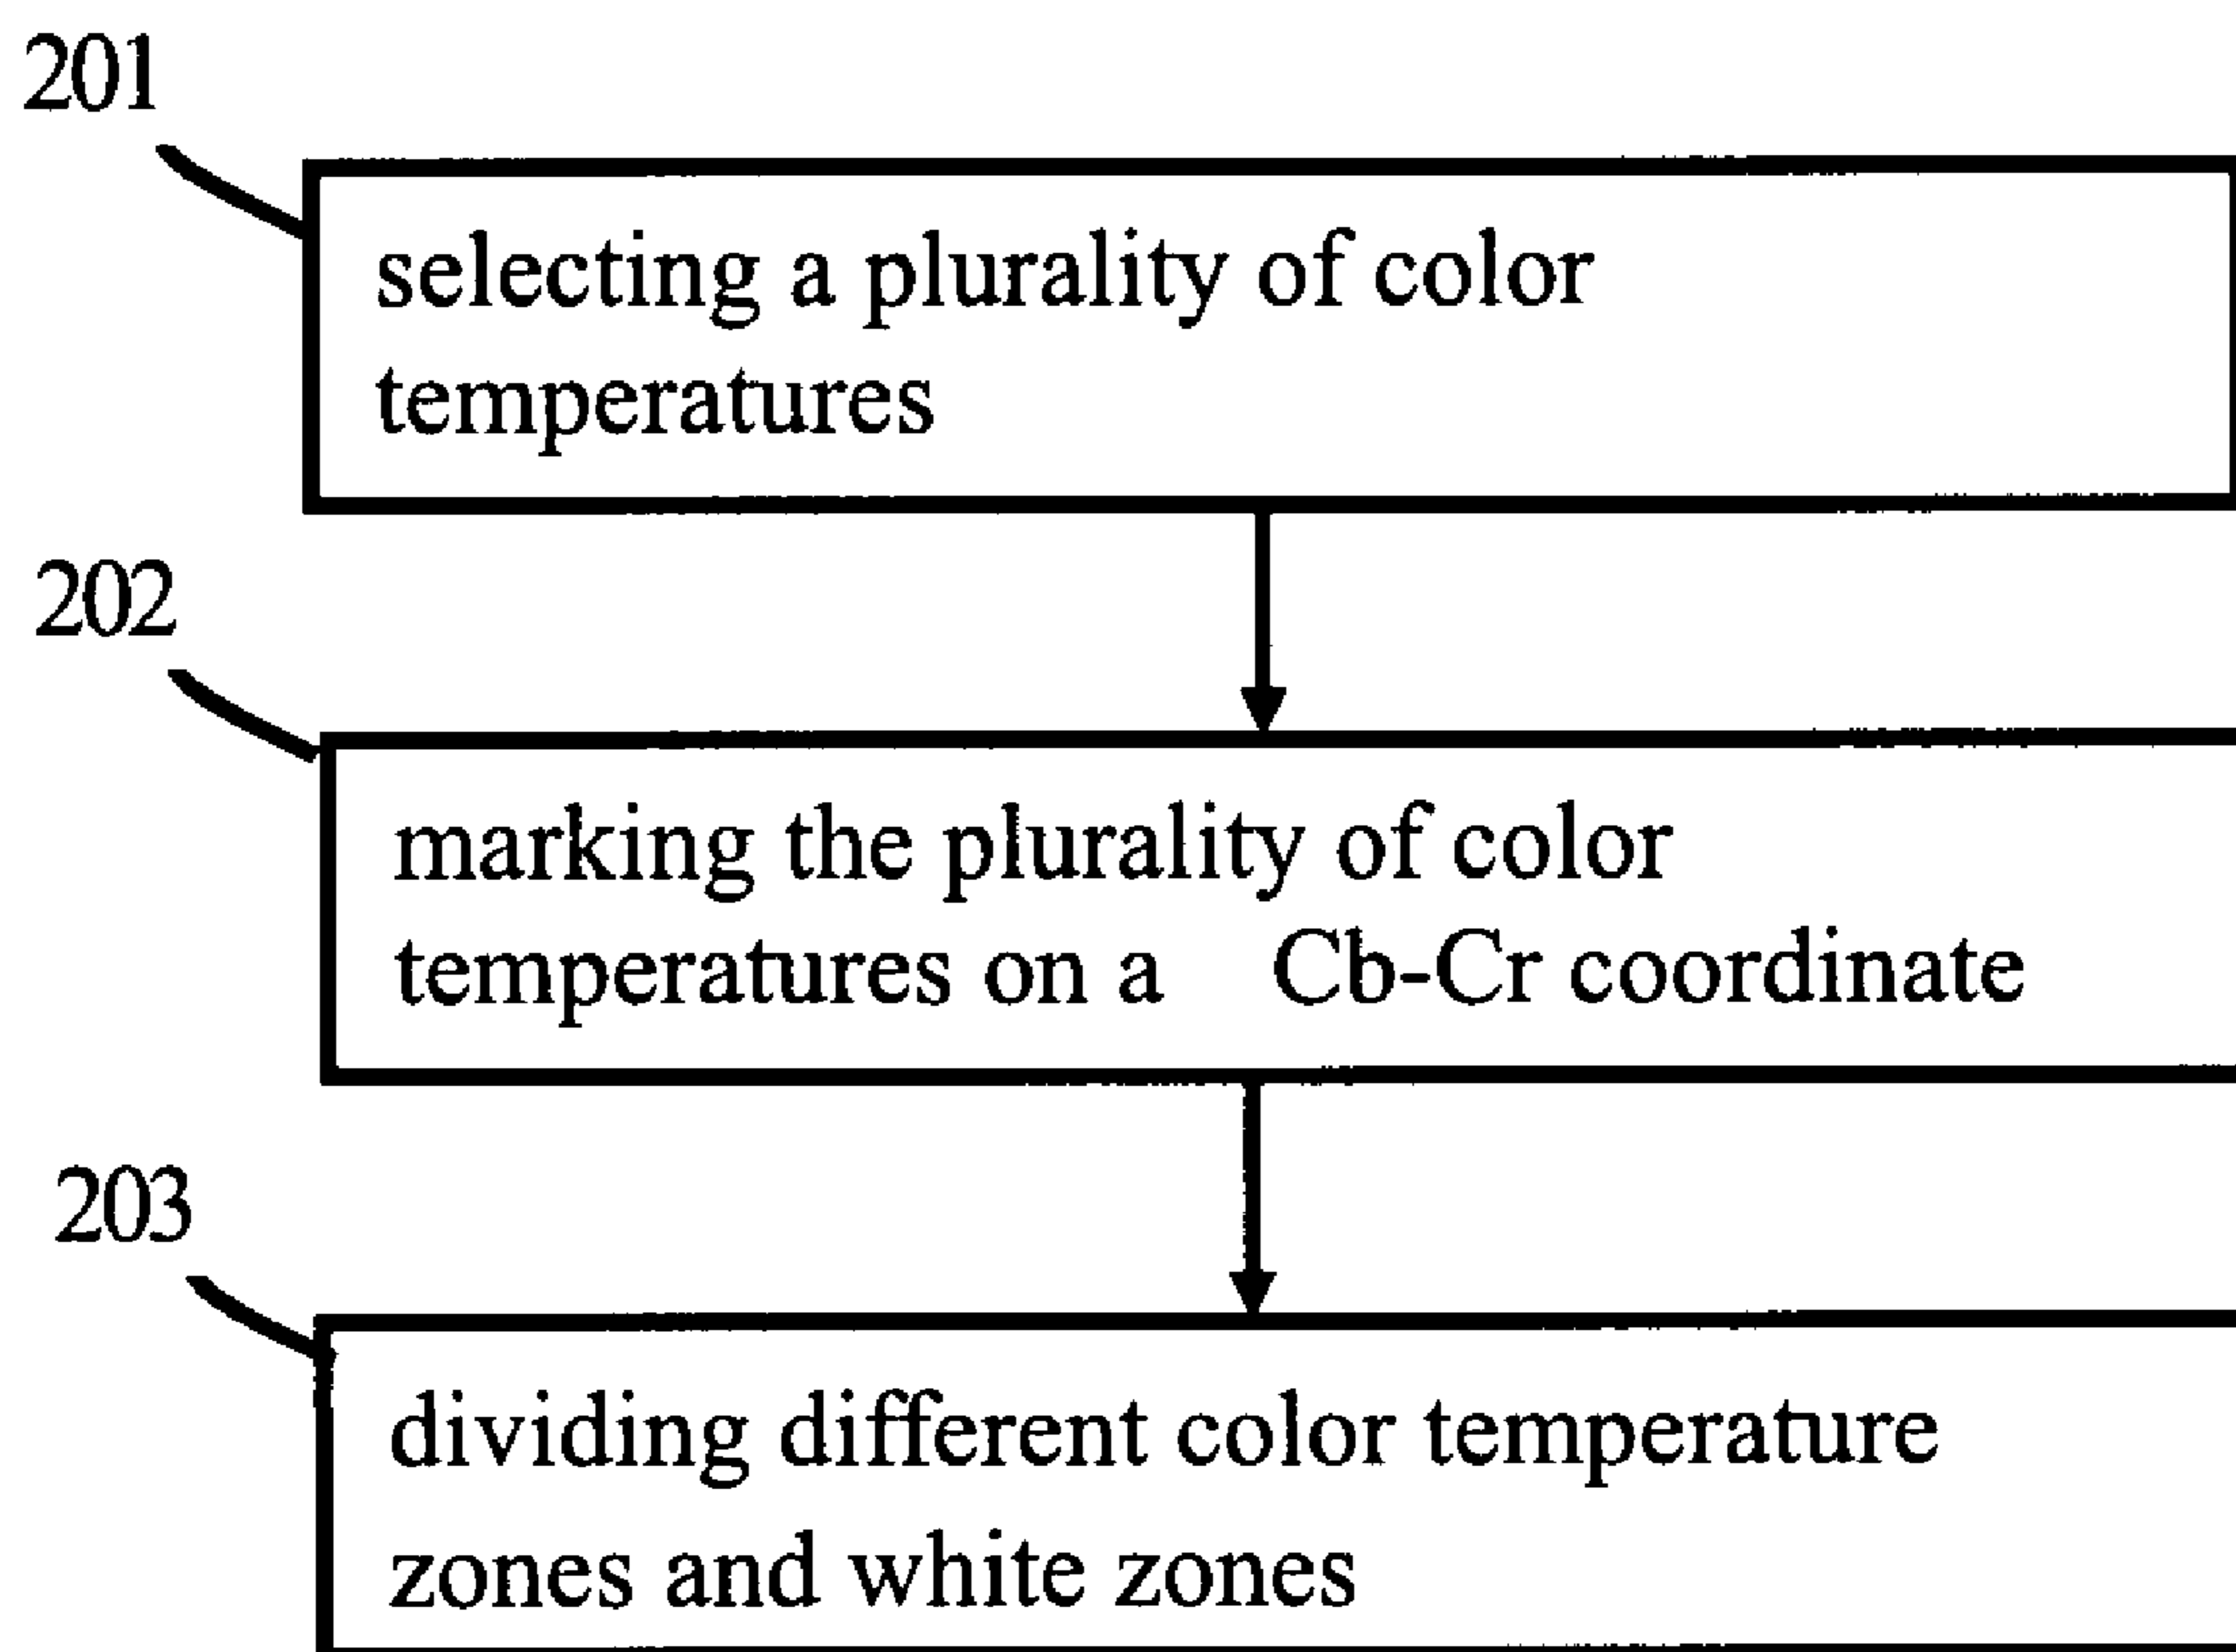 201
selecting a plurality of color
temperatures
202
marking the plurality of color
temperatures on a Cb-Cr coordinate
203
dividing different color temperature
zones and white zones